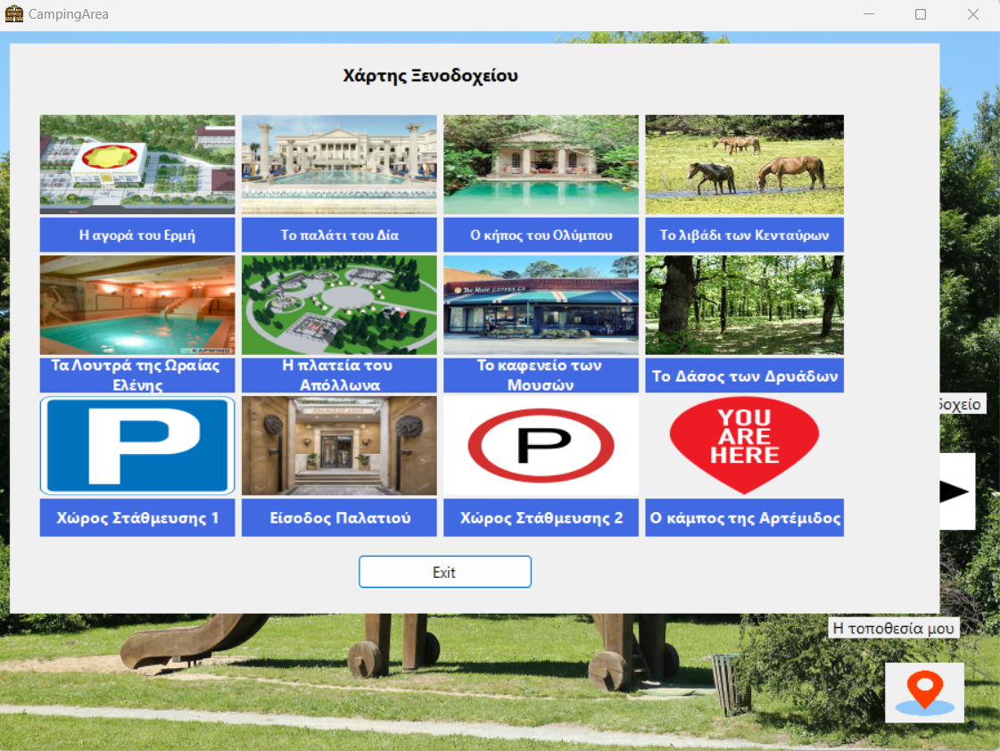 CampingArea
Χάρτης Ξενοδοχείου
Η αγορά του Ερμή
Το παλάτι του Δία
Ο κήπος του Ολύμπου
Το λιβάδι των Κενταύρων
KAPWING
The Muse COFFEE CO
Τα Λουτρά της Ωραίας
Ελένης
Η πλατεία του
Απόλλωνα
Το καφενείο των
Μουσών
Το Δάσος των Δρυάδων
P
P
YOU
ARE
HERE
δοχείο
Χώρος Στάθμευσης 1
Είσοδος Παλατιού
Χώρος Στάθμευσης 2
Ο κάμπος της Αρτέμιδος
Exit
Η τοποθεσία μου